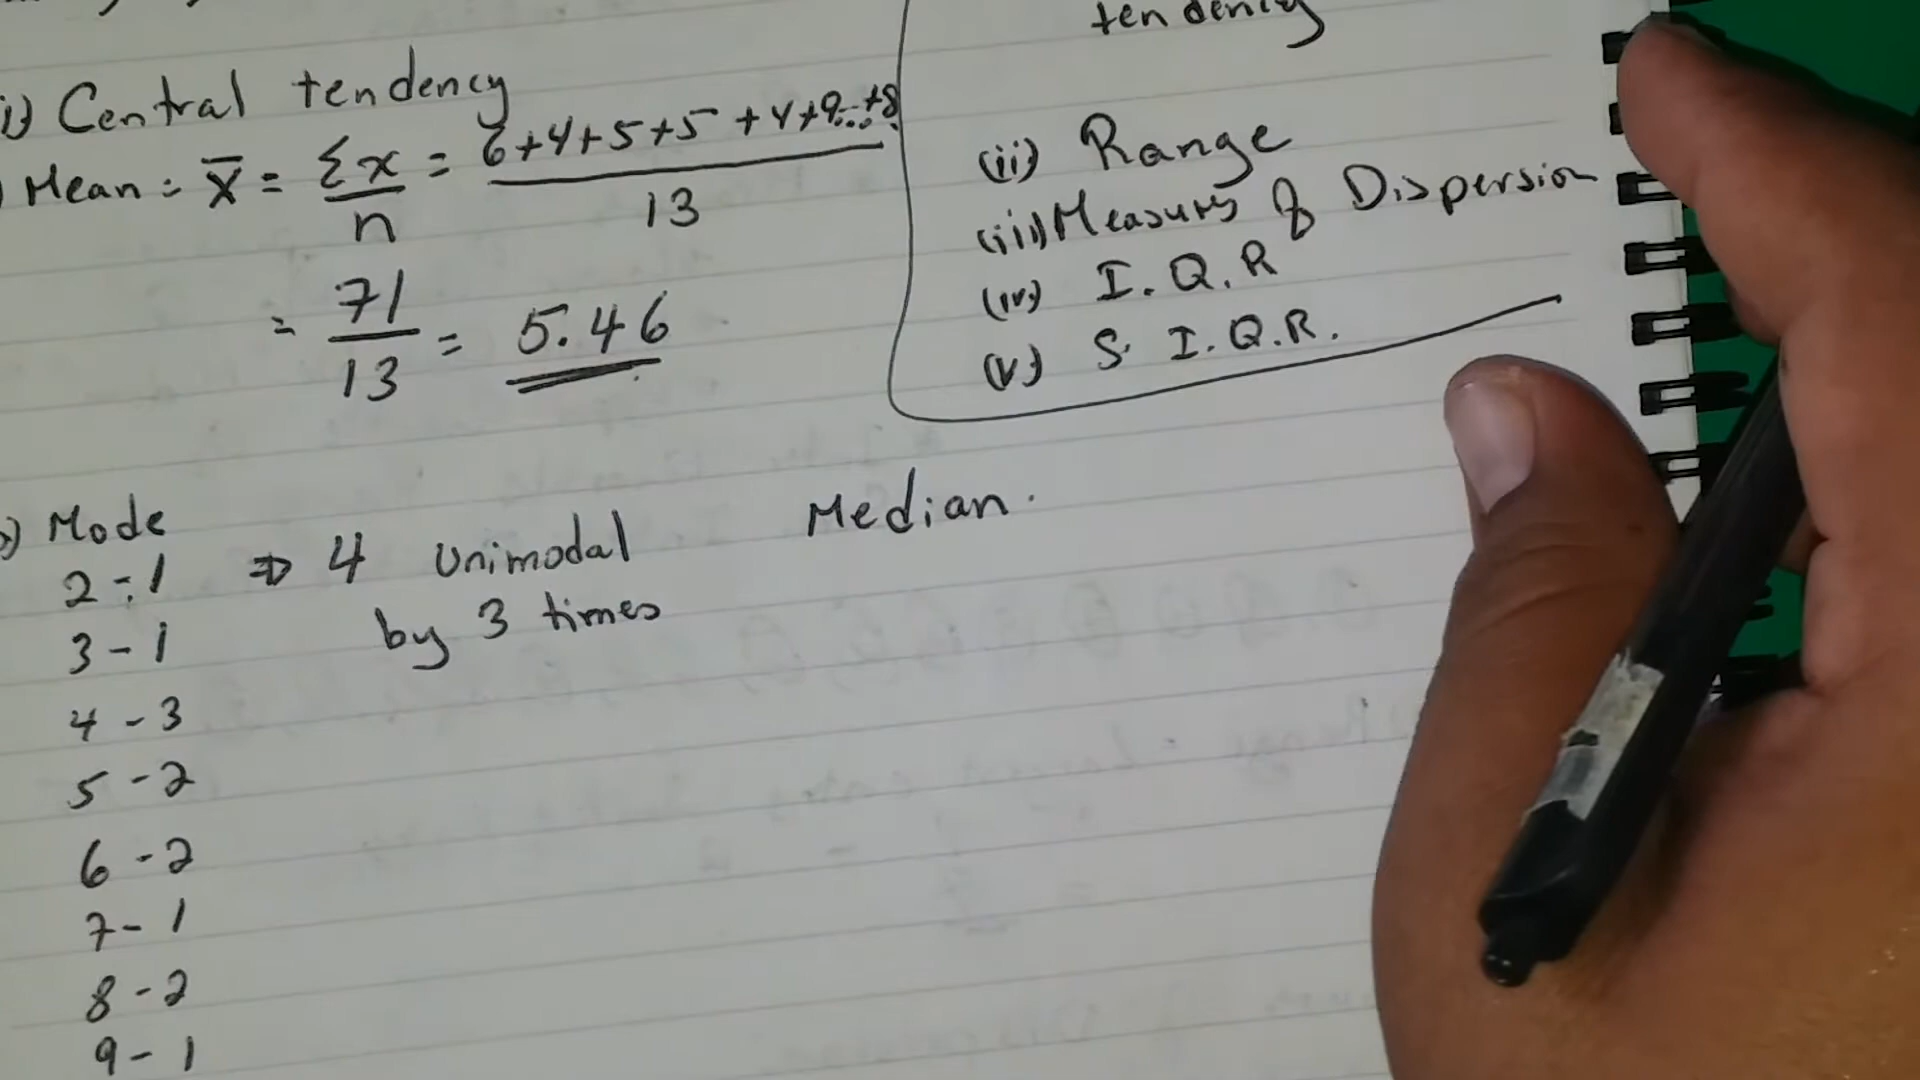 i) Central tendency
Mean = x̄ = Σx/n = 6+4+5+5+4+9...+8/13
= 71/13 = 5.46
tendency
(ii) Range
(iii) Measures of Dispersion
(iv) I.Q.R
(v) S. I.Q.R.
Mode
2 - 1 ⇒ 4 unimodal
by 3 times
3 - 1
4 - 3
5 - 2
6 - 2
7 - 1
8 - 2
9 - 1
Median.